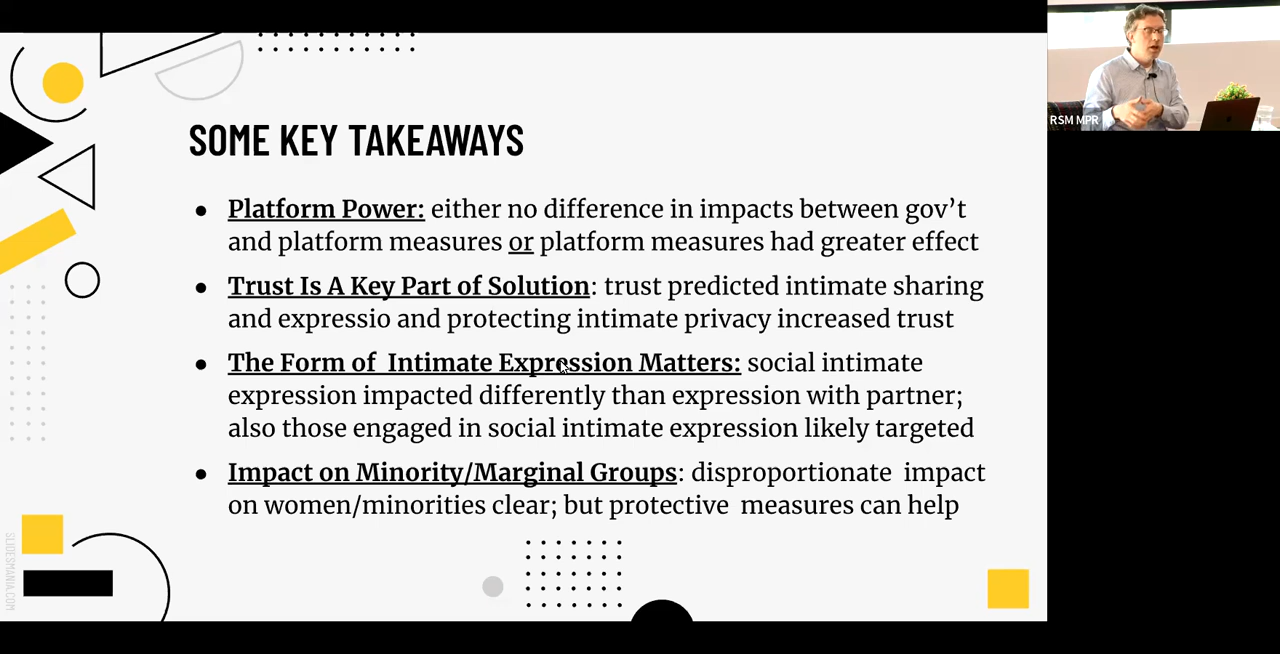 SOME KEY TAKEAWAYS
● Platform Power: either no difference in impacts between gov’t
and platform measures or platform measures had greater effect
● Trust Is A Key Part of Solution: trust predicted intimate sharing
and expressio and protecting intimate privacy increased trust
● The Form of  Intimate Expression Matters: social intimate
expression impacted differently than expression with partner;
also those engaged in social intimate expression likely targeted
● Impact on Minority/Marginal Groups: disproportionate  impact
on women/minorities clear; but protective  measures can help
SLIDESMANIA.COM
RSM MPR